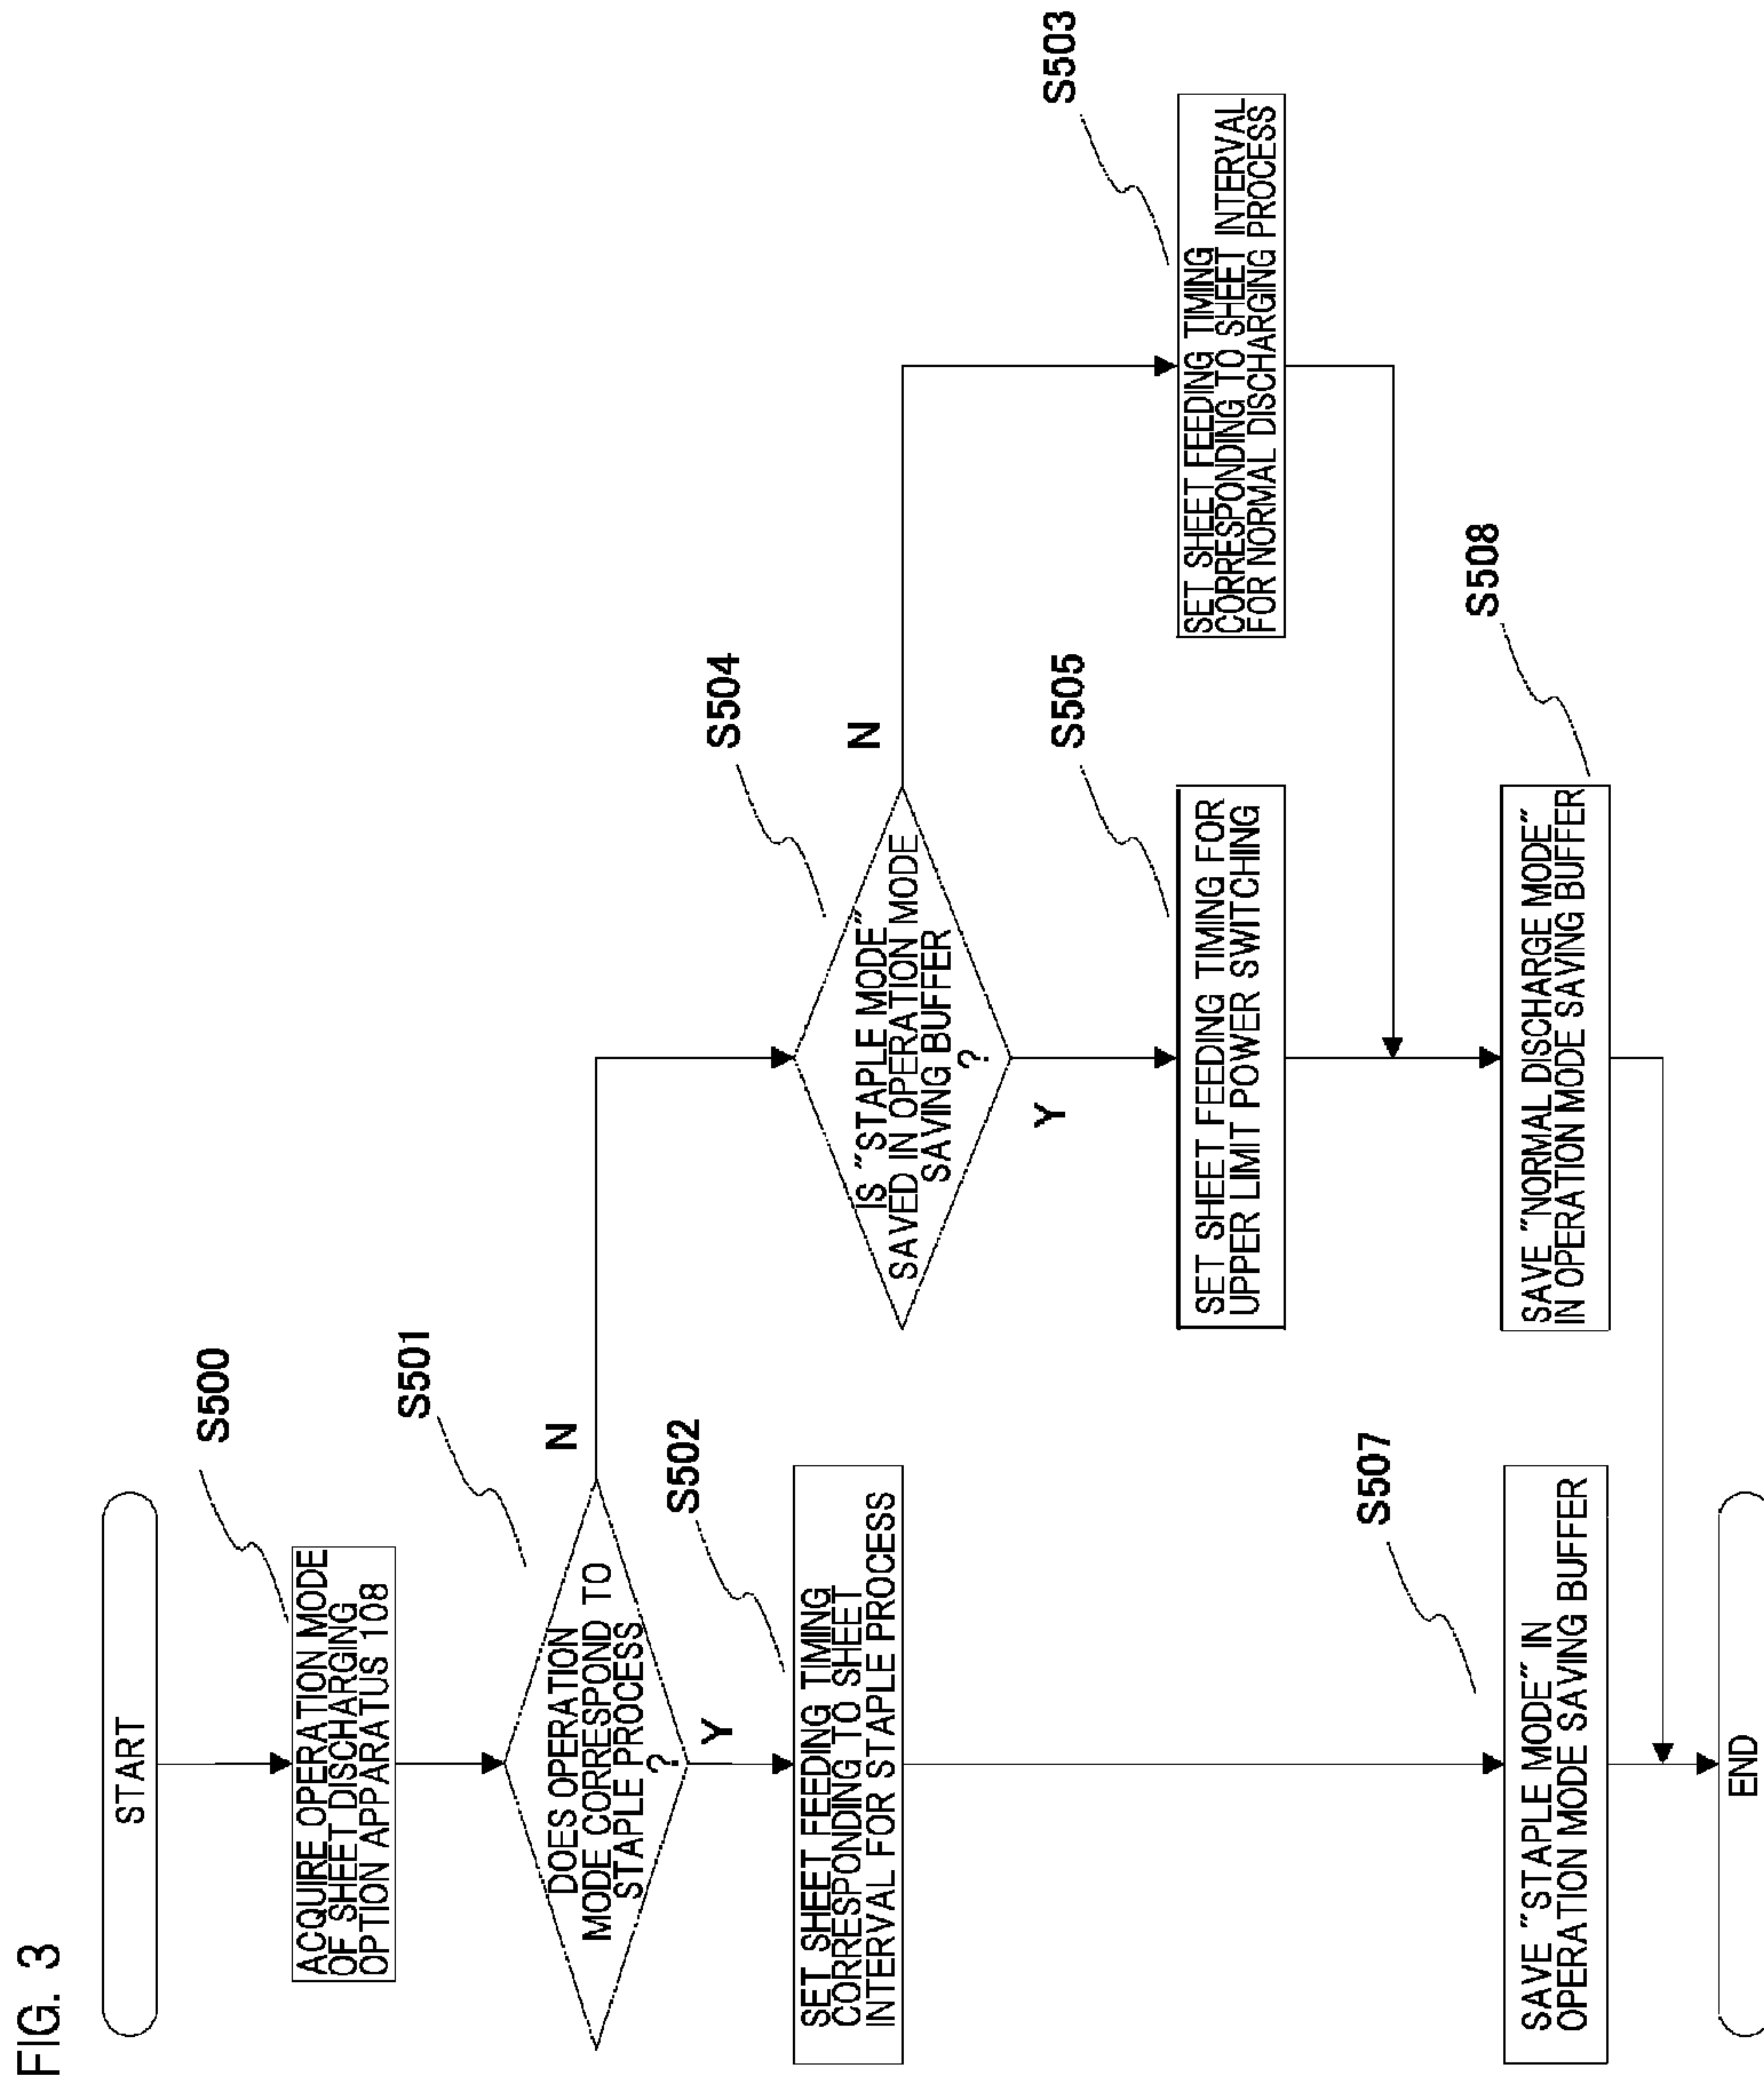 FIG. 3
START
S500
ACQUIRE OPERATION MODE
OF SHEET DISCHARGING
OPTION APPARATUS 108
S501
DOES OPERATION
MODE CORRESPOND TO
STAPLE PROCESS
?
N
Y
S502
SET SHEET FEEDING TIMING
CORRESPONDING TO SHEET
INTERVAL FOR STAPLE PROCESS
S504
IS "STAPLE MODE"
SAVED IN OPERATION MODE
SAVING BUFFER
?
N
Y
S505
SET SHEET FEEDING TIMING FOR
UPPER LIMIT POWER SWITCHING
S503
SET SHEET FEEDING TIMING
CORRESPONDING TO SHEET INTERVAL
FOR NORMAL DISCHARGING PROCESS
S507
SAVE "STAPLE MODE" IN
OPERATION MODE SAVING BUFFER
S508
SAVE "NORMAL DISCHARGE MODE"
IN OPERATION MODE SAVING BUFFER
END